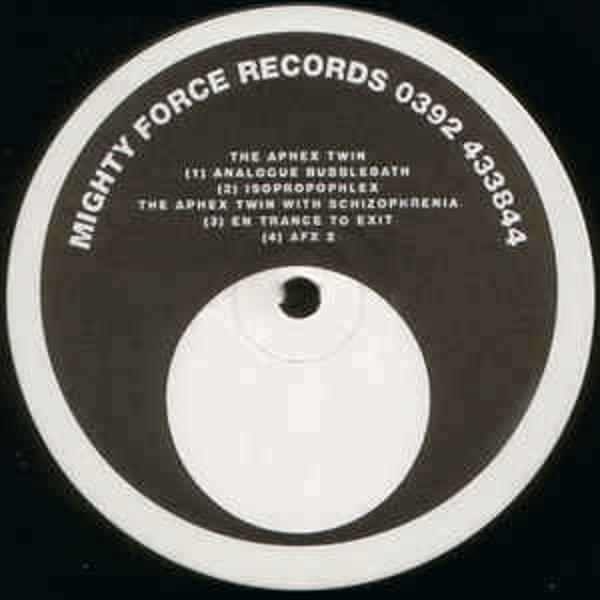 MIGHTY FORCE RECORDS 0392 433844
THE APHEX TWIN
(1) ANALOGUE BUBBLEBATH
(2) ISOPROPOPHLEX
THE APHEX TWIN WITH SCHIZOPHRENIA
(3) EN TRANCE TO EXIT
(4) AFX 2